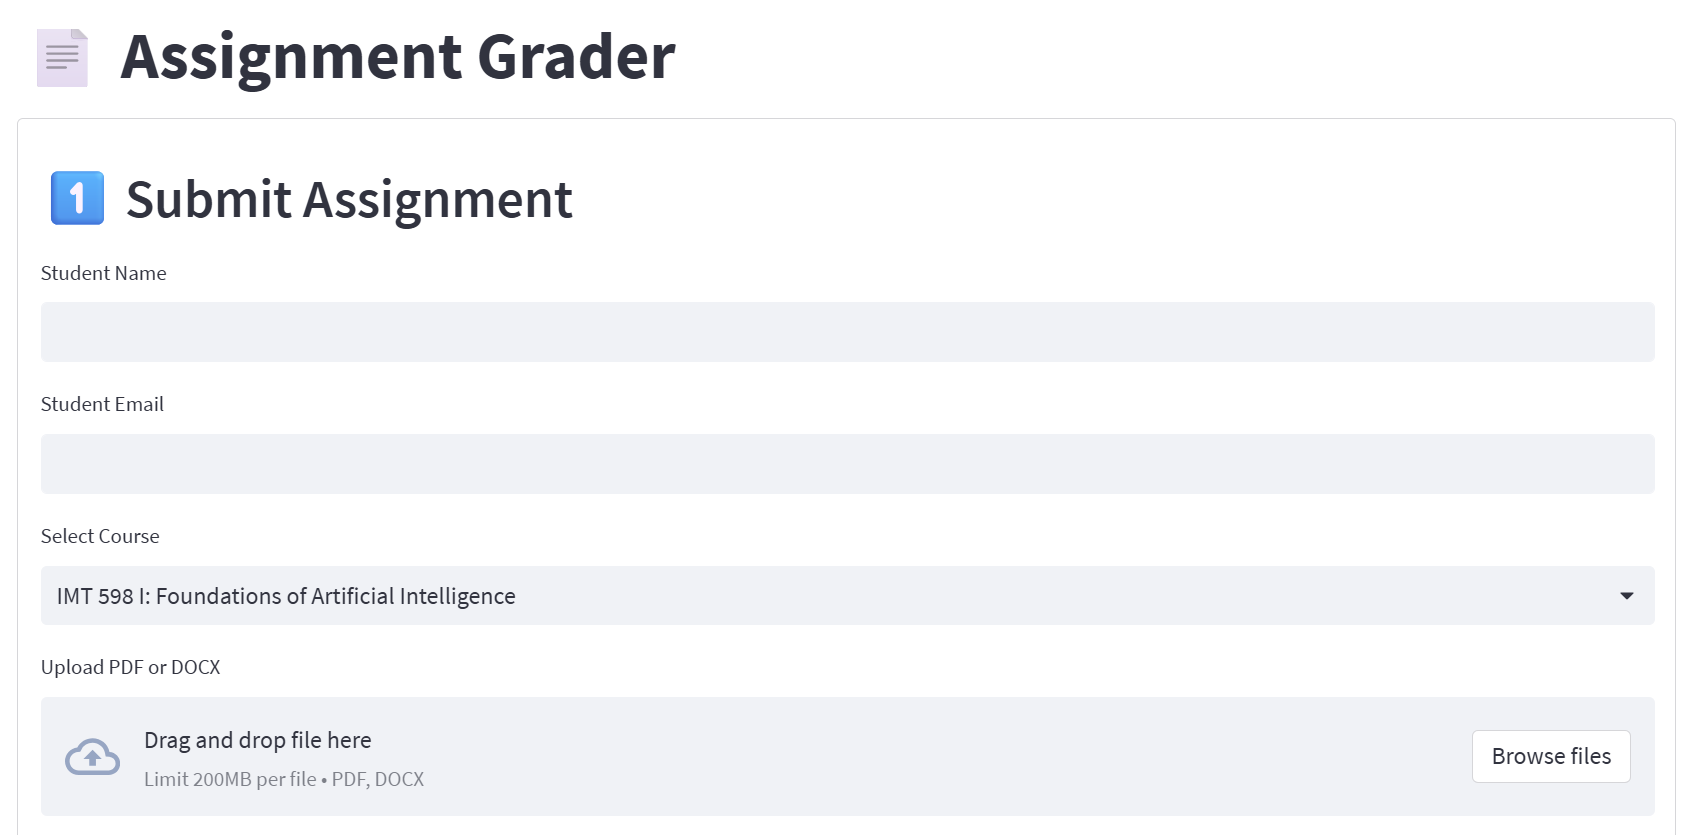 Assignment Grader
1 Submit Assignment
Student Name
Student Email
Select Course
IMT 598 I: Foundations of Artificial Intelligence
Upload PDF or DOCX
Drag and drop file here
Limit 200MB per file • PDF, DOCX
Browse files